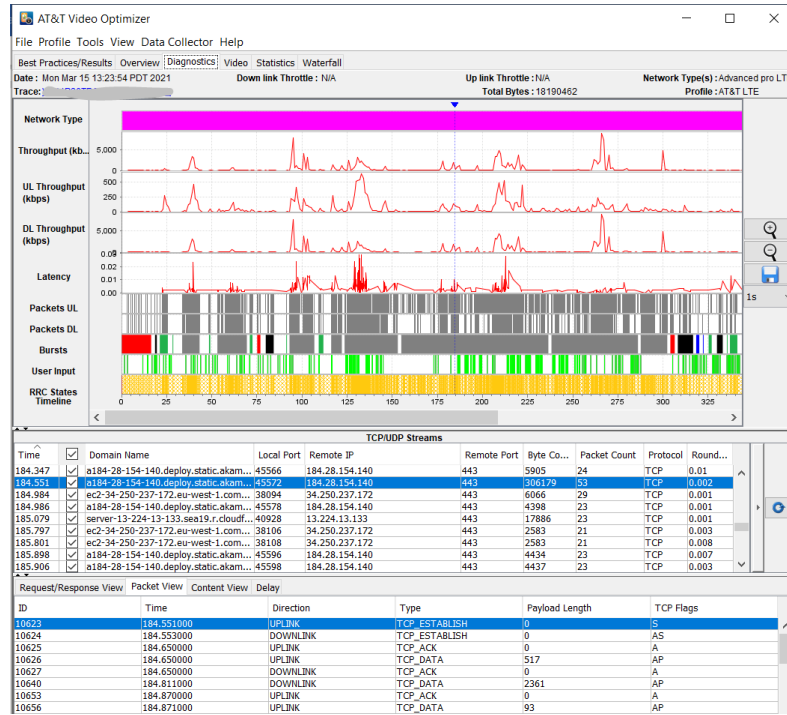 AT&T Video Optimizer
File Profile Tools View Data Collector Help
Best Practices/Results Overview Diagnostics Video Statistics Waterfall
Date : Mon Mar 15 13:23:54 PDT 2021 Down link Throttle : N/A Up link Throttle : N/A Network Type(s) :Advanced pro LT
Trace: Total Bytes : 18190462 Profile : AT&T LTE
Network Type
Throughput (kb... 5,000 0
UL Throughput (kbps) 500 250 0
DL Throughput (kbps) 5,000 0
Latency 0.03 0.02 0.01 0.00
Packets UL
Packets DL
Bursts
User Input
RRC States
Timeline 0 25 50 75 100 125 150 175 200 225 250 275 300 325
1s
TCP/UDP Streams
Time Domain Name Local Port Remote IP Remote Port Byte Co... Packet Count Protocol Round...
184.347 a184-28-154-140.deploy.static.akam... 45566 184.28.154.140 443 5905 24 TCP 0.01
184.551 a184-28-154-140.deploy.static.akam... 45572 184.28.154.140 443 306179 53 TCP 0.002
184.984 ec2-34-250-237-172.eu-west-1.com... 38094 34.250.237.172 443 6066 29 TCP 0.001
184.986 a184-28-154-140.deploy.static.akam... 45578 184.28.154.140 443 4398 23 TCP 0.001
185.079 server-13-224-13-133.sea19.r.cloudf... 40928 13.224.13.133 443 17886 23 TCP 0.001
185.797 ec2-34-250-237-172.eu-west-1.com... 38106 34.250.237.172 443 2583 21 TCP 0.003
185.801 ec2-34-250-237-172.eu-west-1.com... 38108 34.250.237.172 443 2583 21 TCP 0.008
185.898 a184-28-154-140.deploy.static.akam... 45596 184.28.154.140 443 4434 23 TCP 0.007
185.906 a184-28-154-140.deploy.static.akam... 45598 184.28.154.140 443 4437 23 TCP 0.003
Request/Response View Packet View Content View Delay
ID Time Direction Type Payload Length TCP Flags
10623 184.551000 UPLINK TCP_ESTABLISH 0 S
10624 184.553000 DOWNLINK TCP_ESTABLISH 0 AS
10625 184.650000 UPLINK TCP_ACK 0 A
10626 184.650000 UPLINK TCP_DATA 517 AP
10627 184.650000 DOWNLINK TCP_ACK 0 A
10640 184.811000 DOWNLINK TCP_DATA 2361 AP
10653 184.870000 UPLINK TCP_ACK 0 A
10656 184.871000 UPLINK TCP_DATA 93 AP